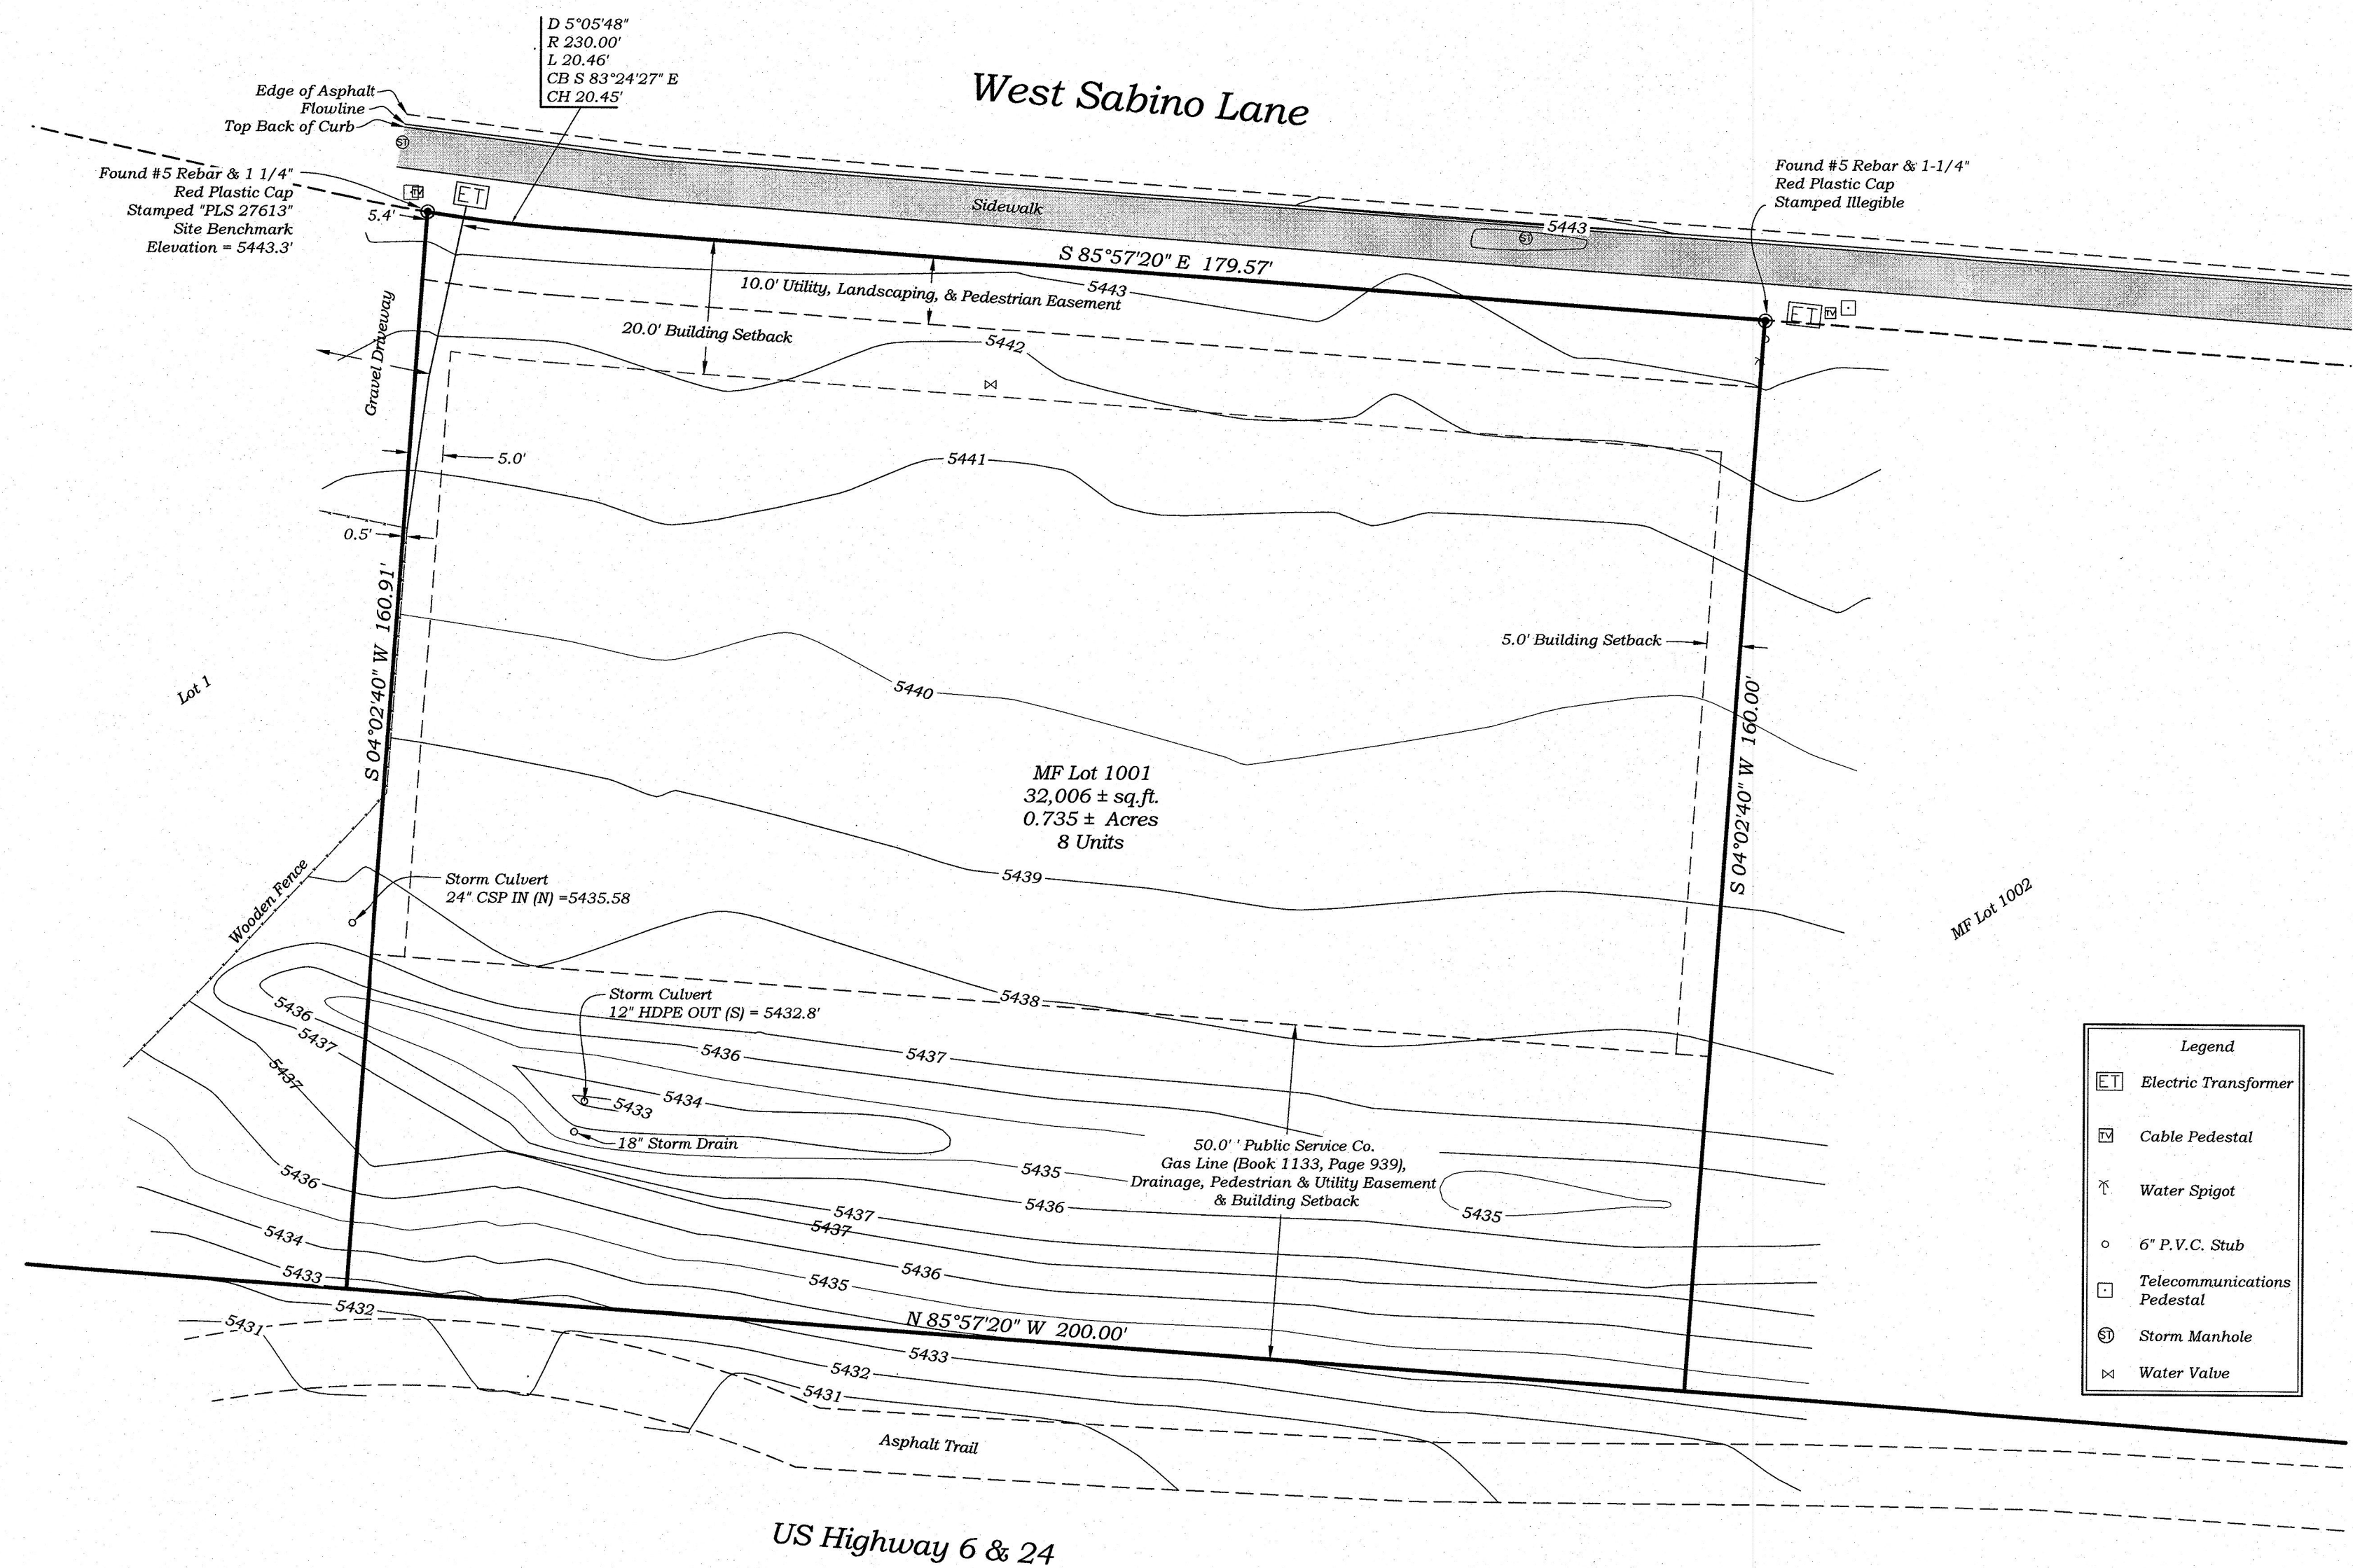 D 5°05'48"
R 230.00'
L 20.46'
CB S 83°24'27" E
CH 20.45'
West Sabino Lane
Edge of Asphalt
Flowline
Top Back of Curb
ST
Found #5 Rebar & 1 1/4"
Red Plastic Cap
Stamped "PLS 27613"
Site Benchmark
Elevation = 5443.3'
TV
ET
5.4'
Found #5 Rebar & 1-1/4"
Red Plastic Cap
Stamped Illegible
Sidewalk
5443
ST
S 85°57'20" E 179.57'
5443
10.0' Utility, Landscaping, & Pedestrian Easement
20.0' Building Setback
ET
TV
Gravel Driveway
5442
5441
5.0'
0.5'
S 04°02'40" W 160.91'
Lot 1
5.0' Building Setback
5440
S 04°02'40" W 160.00'
MF Lot 1001
32,006 ± sq.ft.
0.735 ± Acres
8 Units
5439
Storm Culvert
24" CSP IN (N) =5435.58
Wooden Fence
MF Lot 1002
Storm Culvert
12" HDPE OUT (S) = 5432.8'
5438
5436
5437
5437
5436
5437
5434
5433
18" Storm Drain
50.0' ' Public Service Co.
Gas Line (Book 1133, Page 939),
Drainage, Pedestrian & Utility Easement
& Building Setback
5435
5436
5436
5435
5437
5437
5434
5436
5435
5433
5432
5431
N 85°57'20" W 200.00'
5433
5432
5431
Asphalt Trail
US Highway 6 & 24
Legend
ET Electric Transformer
TV Cable Pedestal
Water Spigot
6" P.V.C. Stub
Telecommunications
Pedestal
ST Storm Manhole
Water Valve